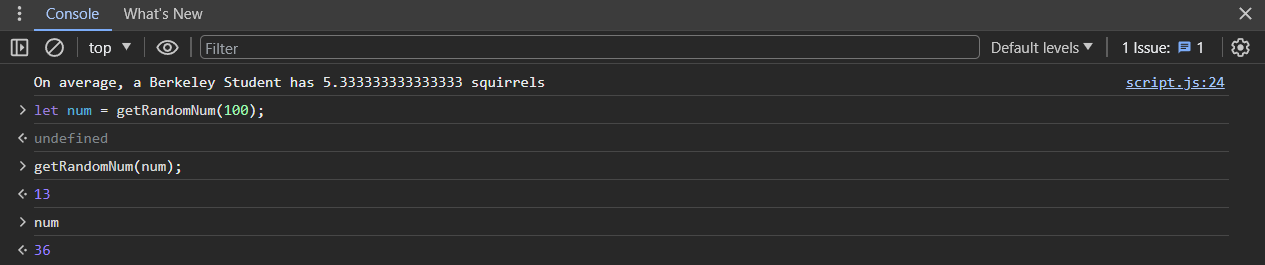 Console What's New
top Filter Default levels 1 Issue: 1
On average, a Berkeley Student has 5.333333333333333 squirrels script.js:24
let num = getRandomNum(100);
undefined
getRandomNum(num);
13
num
36